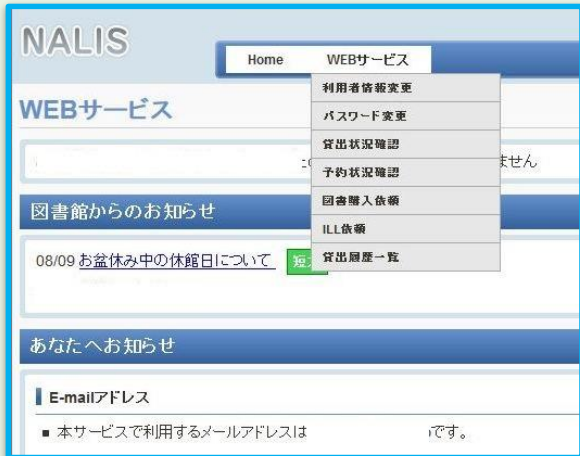 NALIS
Home WEBサービス
利用者情報変更
WEBサービス
パスワード変更
貸出状況確認
ません
予約状況確認
図書館からのお知らせ
図書購入依頼
ILL依頼
08/09 お盆休み中の休館日について 短
貸出履歴一覧
あなたへお知らせ
E-mailアドレス
■ 本サービスで利用するメールアドレスは です。